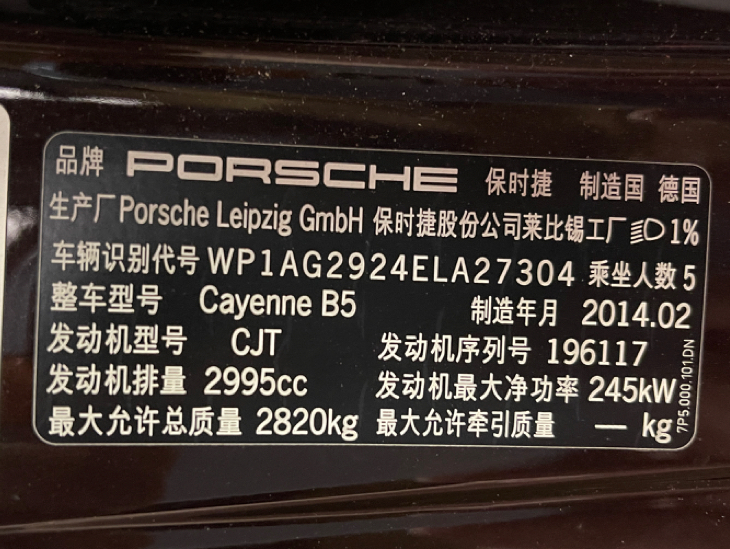 品牌 PORSCHE 保时捷 制造国 德国
生产厂 Porsche Leipzig GmbH 保时捷股份公司莱比锡工厂 1%
车辆识别代号 WP1AG2924ELA27304 乘坐人数 5
整车型号 Cayenne B5 制造年月 2014.02
发动机型号 CJT 发动机序列号 196117
发动机排量 2995cc 发动机最大净功率 245kW
最大允许总质量 2820kg 最大允许牵引质量 — kg
7P5.000.101.DN